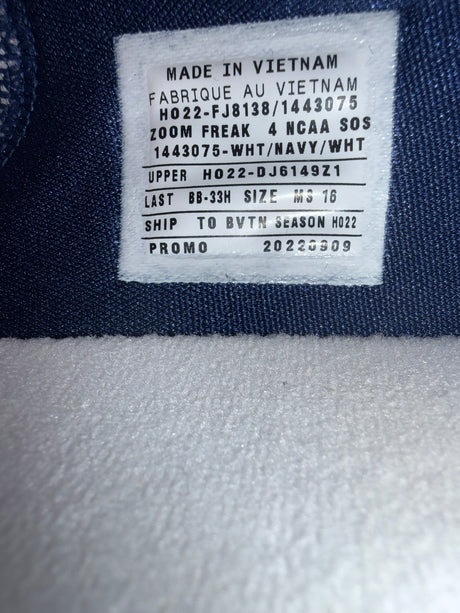 MADE IN VIETNAM
FABRIQUE AU VIETNAM
HO22-FJ8138/1443075
ZOOM FREAK 4 NCAA SOS
1443075-WHT/NAVY/WHT
UPPER HO22-DJ6149Z1
LAST BB-33H SIZE MS 16
SHIP TO BVTN SEASON HO22
PROMO 20220909